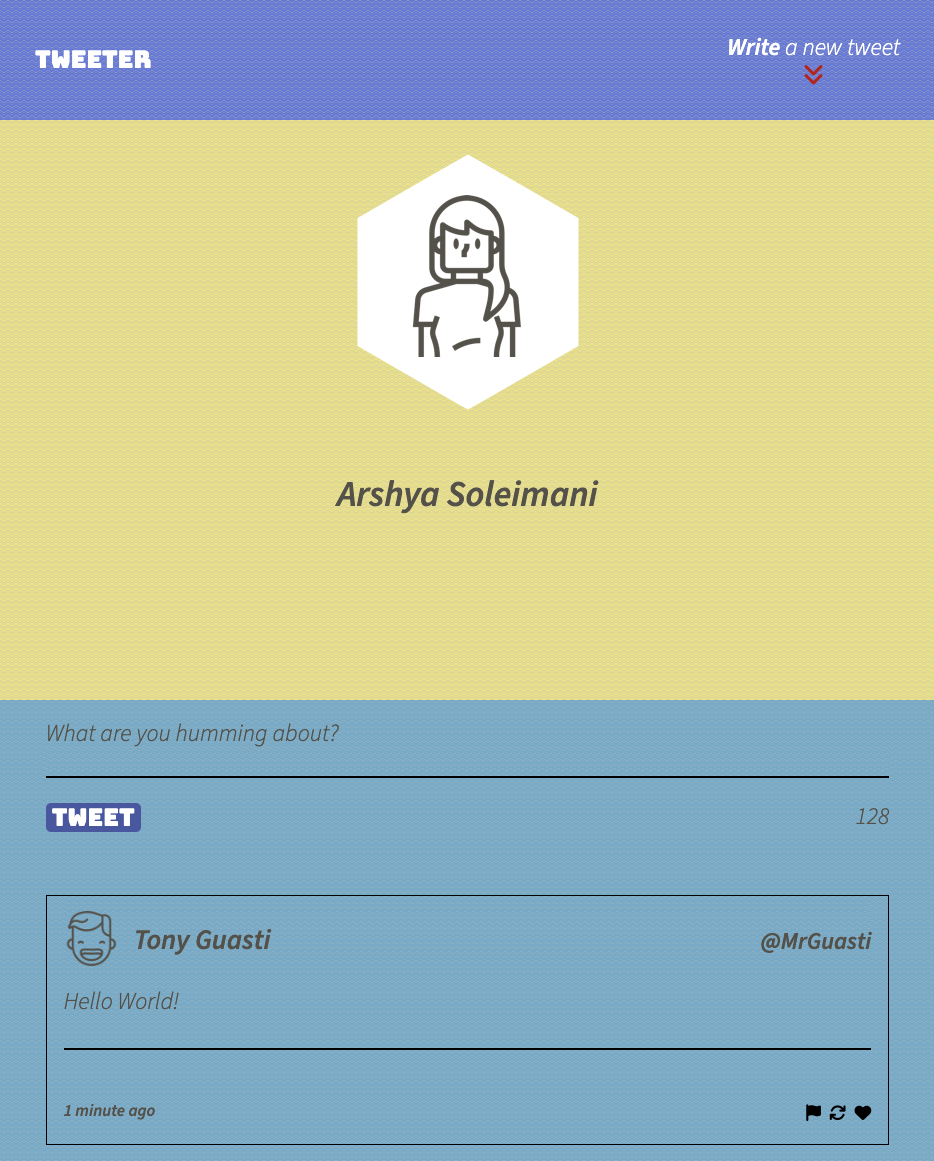 TWEETER
Write a new tweet
Arshya Soleimani
What are you humming about?
TWEET
128
Tony Guasti
@MrGuasti
Hello World!
1 minute ago